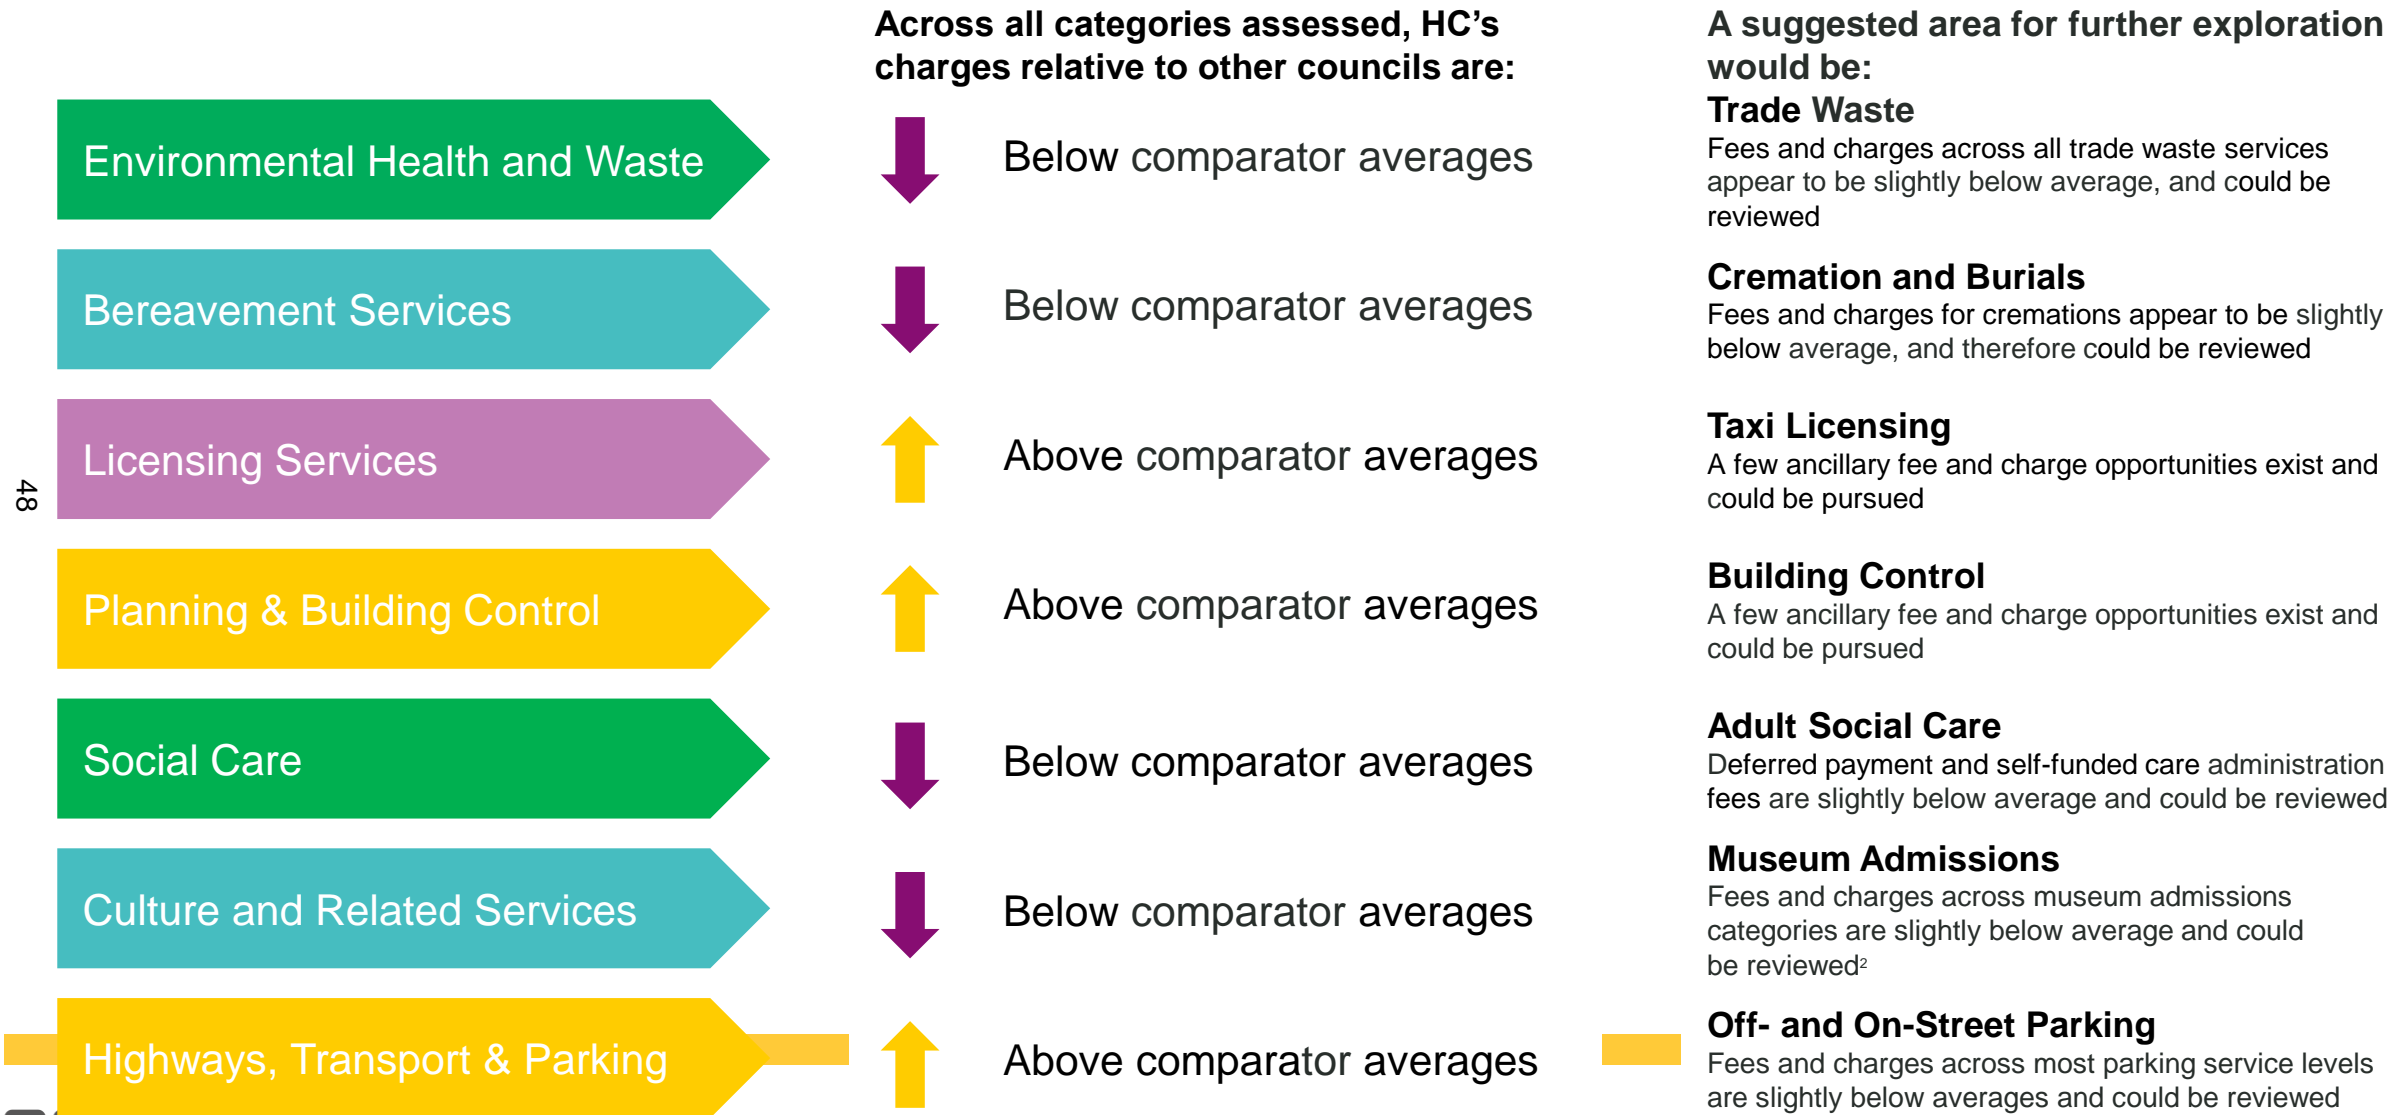 Across all categories assessed, HC's
charges relative to other councils are:
A suggested area for further exploration
would be:
Environmental Health and Waste
Below comparator averages
Trade Waste
Fees and charges across all trade waste services
appear to be slightly below average, and could be
reviewed
Bereavement Services
Below comparator averages
Cremation and Burials
Fees and charges for cremations appear to be slightly
below average, and therefore could be reviewed
Licensing Services
Above comparator averages
Taxi Licensing
A few ancillary fee and charge opportunities exist and
could be pursued
48
Planning & Building Control
Above comparator averages
Building Control
A few ancillary fee and charge opportunities exist and
could be pursued
Social Care
Below comparator averages
Adult Social Care
Deferred payment and self-funded care administration
fees are slightly below average and could be reviewed
Culture and Related Services
Below comparator averages
Museum Admissions
Fees and charges across museum admissions
categories are slightly below average and could
be reviewed²
Highways, Transport & Parking
Above comparator averages
Off- and On-Street Parking
Fees and charges across most parking service levels
are slightly below averages and could be reviewed